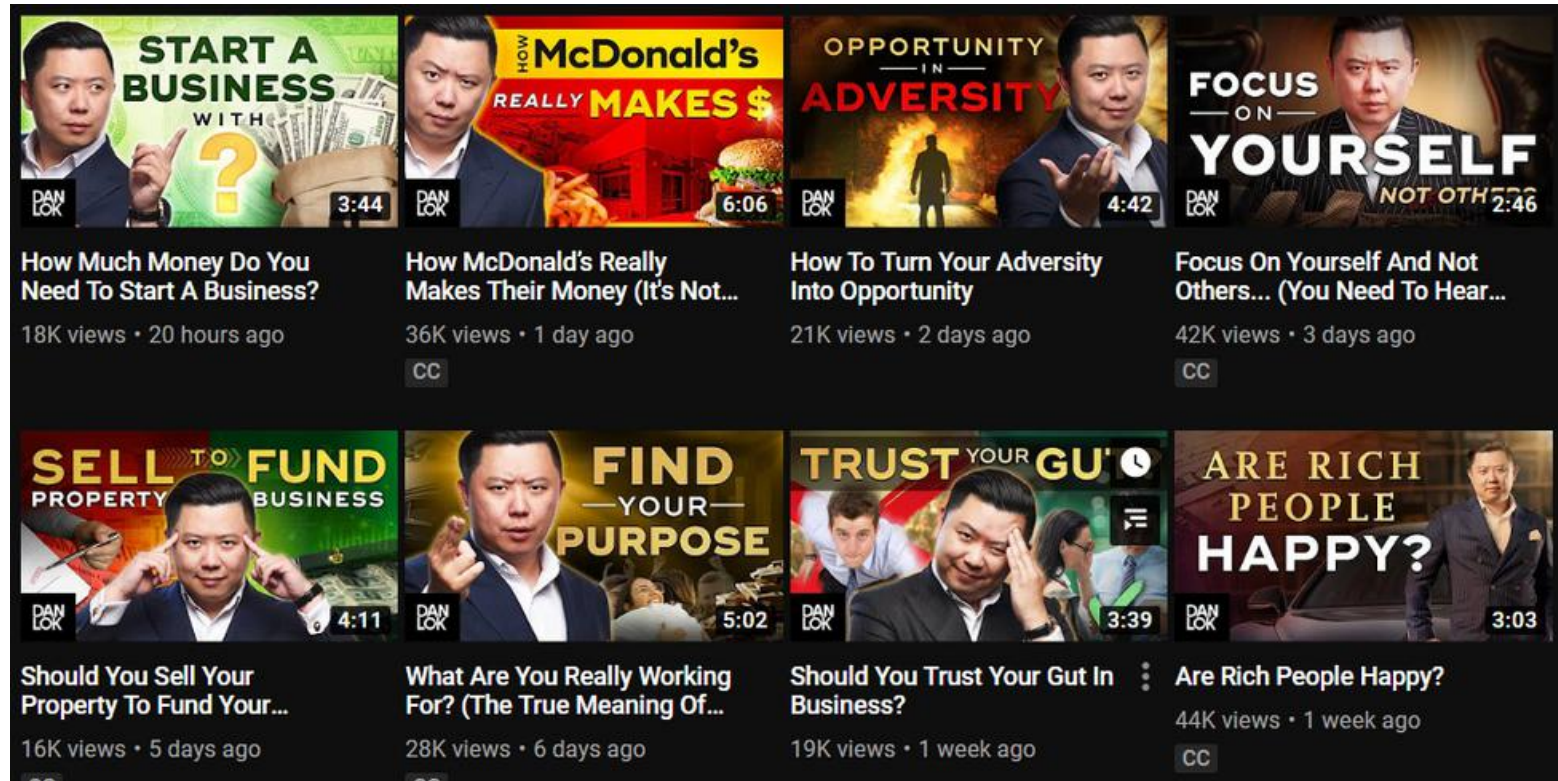 START A
BUSINESS
WITH
?
DAN
LOK
3:44
How Much Money Do You
Need To Start A Business?
18K views • 20 hours ago
HOW McDonald's
REALLY MAKES $
DAN
LOK
6:06
How McDonald's Really
Makes Their Money (It's Not...
36K views • 1 day ago
CC
OPPORTUNITY
IN
ADVERSITY
DAN
LOK
4:42
How To Turn Your Adversity
Into Opportunity
21K views • 2 days ago
FOCUS
ON
YOURSELF
NOT OTHERS
DAN
LOK
2:46
Focus On Yourself And Not
Others... (You Need To Hear...
42K views • 3 days ago
CC
SELL TO FUND
PROPERTY BUSINESS
DAN
LOK
4:11
Should You Sell Your
Property To Fund Your...
16K views • 5 days ago
CC
FIND
YOUR
PURPOSE
DAN
LOK
5:02
What Are You Really Working
For? (The True Meaning Of...
28K views • 6 days ago
CC
TRUST YOUR GUT
DAN
LOK
3:39
Should You Trust Your Gut In
Business?
19K views • 1 week ago
ARE RICH
PEOPLE
HAPPY?
DAN
LOK
3:03
Are Rich People Happy?
44K views • 1 week ago
CC